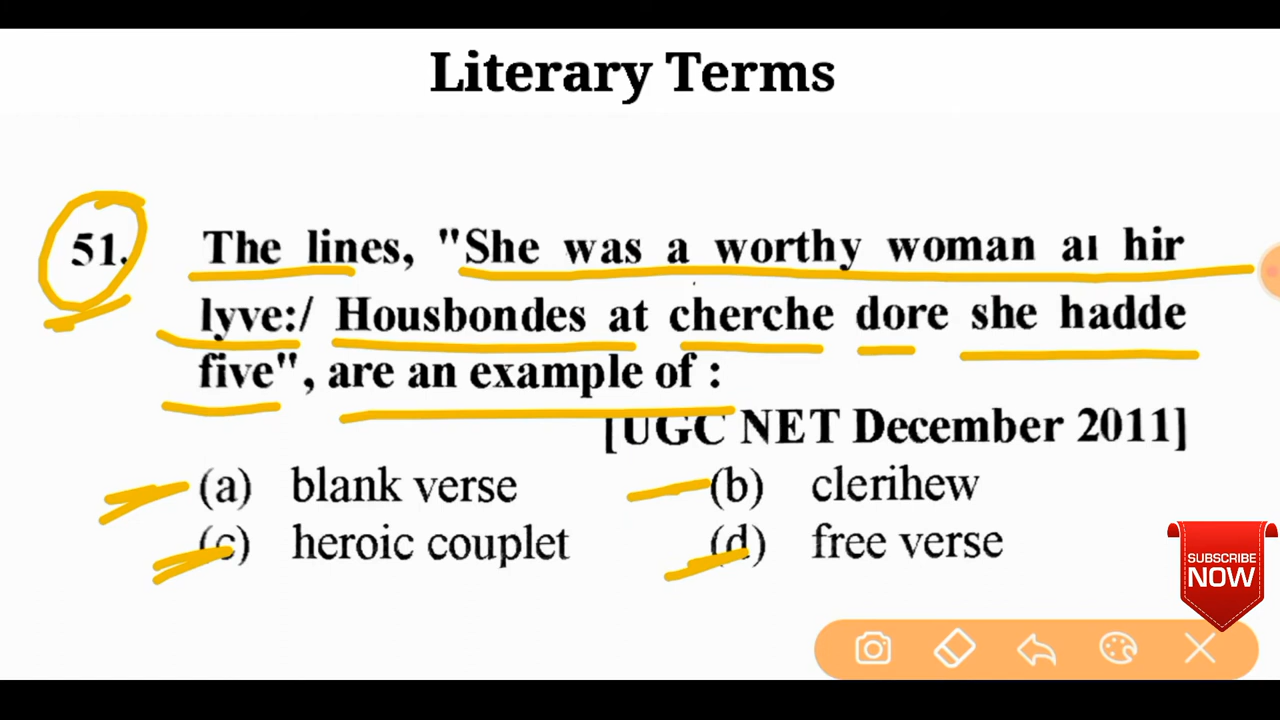 Literary Terms
51. The lines, "She was a worthy woman al hir
lyve:/ Housbondes at cherche dore she hadde
five", are an example of :
[UGC NET December 2011]
(a) blank verse (b) clerihew
(c) heroic couplet (d) free verse
SUBSCRIBE
NOW